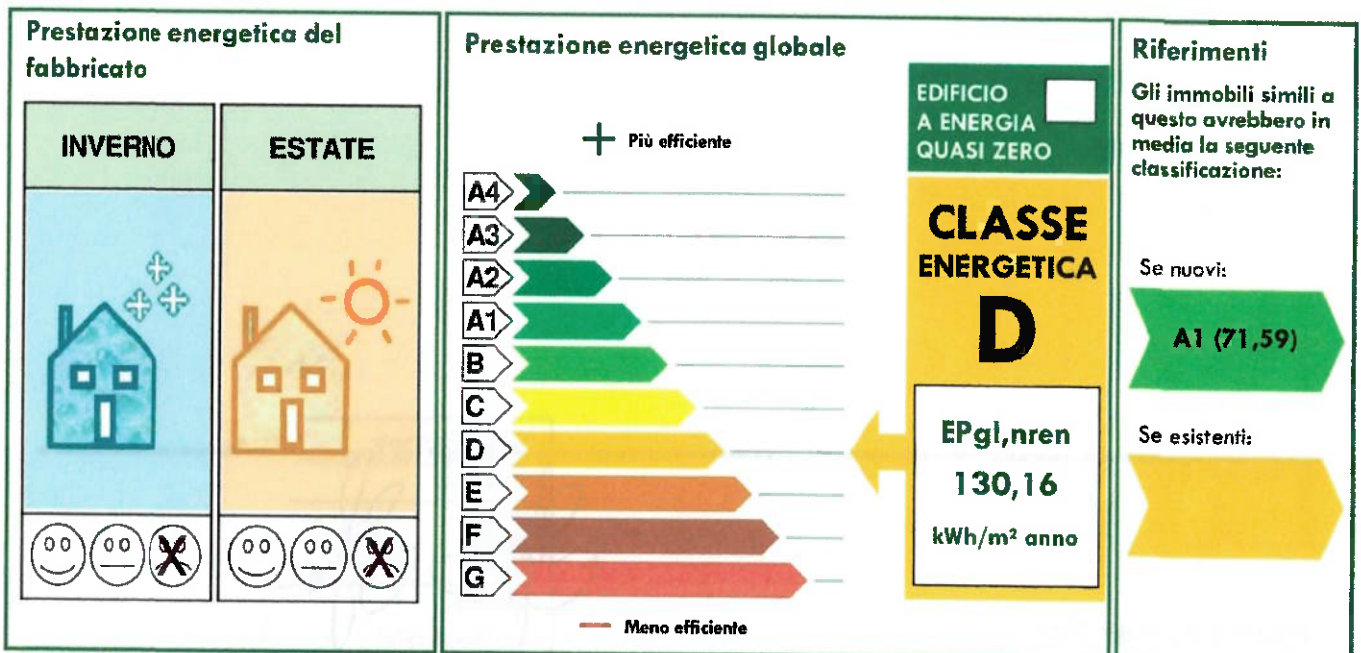 Prestazione energetica del
fabbricato
INVERNO
ESTATE
Prestazione energetica globale
Più efficiente
A4
A3
A2
A1
B
C
D
E
F
G
Meno efficiente
EDIFICIO
A ENERGIA
QUASI ZERO
CLASSE
ENERGETICA
D
EPgl,nren
130,16
kWh/m² anno
Riferimenti
Gli immobili simili a
questo avrebbero in
media la seguente
classificazione:
Se nuovi:
A1 (71,59)
Se esistenti: